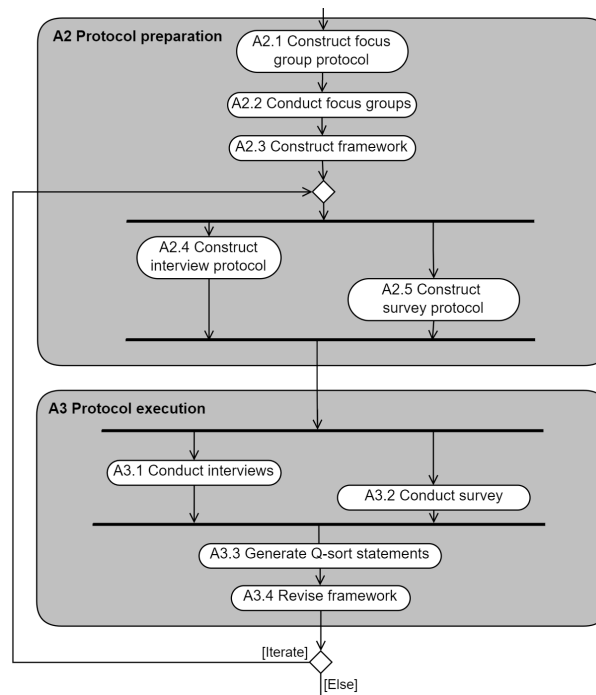 A2 Protocol preparation
A2.1 Construct focus
group protocol
A2.2 Conduct focus groups
A2.3 Construct framework
A2.4 Construct
interview protocol
A2.5 Construct
survey protocol
A3 Protocol execution
A3.1 Conduct interviews
A3.2 Conduct survey
A3.3 Generate Q-sort statements
A3.4 Revise framework
[Iterate]
[Else]